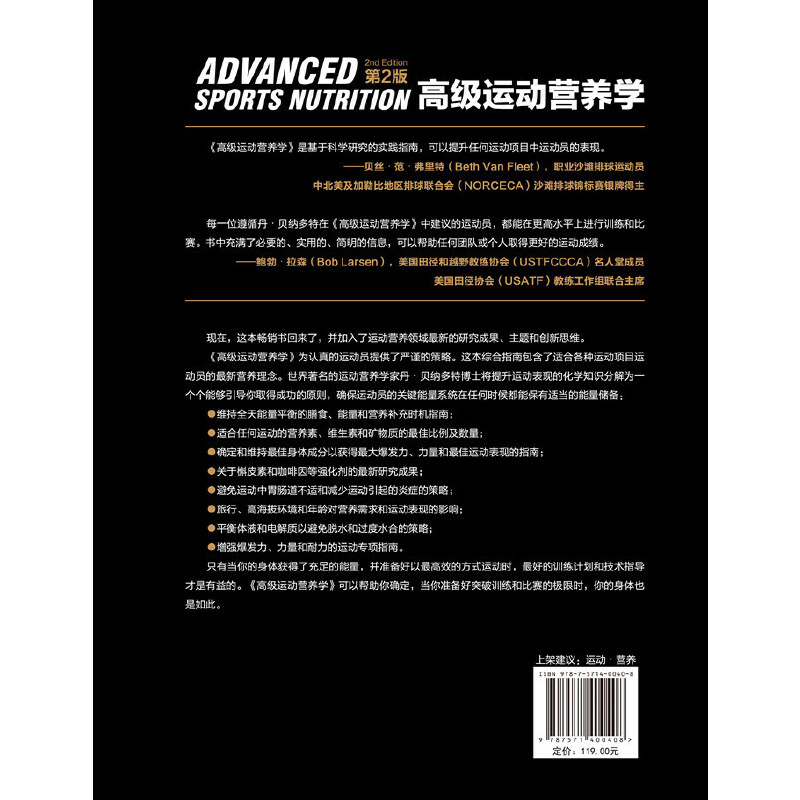 ADVANCED 2nd Edition 第2版
SPORTS NUTRITION 高级运动营养学
《高级运动营养学》是基于科学研究的实践指南，可以提升任何运动项目中运动员的表现。
——贝丝·范·弗里特（Beth Van Fleet），职业沙滩排球运动员
中北美及加勒比地区排球联合会（NORCECA）沙滩排球锦标赛银牌得主
每一位遵循丹·贝纳多特在《高级运动营养学》中建议的运动员，都能在更高水平上进行训练和比
赛。书中充满了必要的、实用的、简明的信息，可以帮助任何团队或个人取得更好的运动成绩。
——鲍勃·拉森（Bob Larsen），美国田径和越野教练协会（USTFCCCA）名人堂成员
美国田径协会（USATF）教练工作组联合主席
现在，这本畅销书回来了，并加入了运动营养领域最新的研究成果、主题和创新思维。
《高级运动营养学》为认真的运动员提供了严谨的策略。这本综合指南包含了适合各种运动项目运
动员的最新营养理念。世界著名的运动营养学家丹·贝纳多特博士将提升运动表现的化学知识分解为一
个个能够引导你取得成功的原则，确保运动员的关键能量系统在任何时候都能保有适当的能量储备：
●维持全天能量平衡的膳食、能量和营养补充时机指南；
●适合任何运动的营养素、维生素和矿物质的最佳比例及数量；
●确定和维持最佳身体成分以获得最大爆发力、力量和最佳运动表现的指南；
●关于槲皮素和咖啡因等强化剂的最新研究成果；
●避免运动中胃肠道不适和减少运动引起的炎症的策略；
●旅行、高海拔环境和年龄对营养需求和运动表现的影响；
●平衡体液和电解质以避免脱水和过度水合的策略；
●增强爆发力、力量和耐力的运动专项指南。
只有当你的身体获得了充足的能量，并准备好以最高效的方式运动时，最好的训练计划和技术指导
才是有益的。《高级运动营养学》可以帮助你确定，当你准备好突破训练和比赛的极限时，你的身体也
是如此。
上架建议：运动·营养
ISBN 978-7-5714-0040-8
9 787571 400408 >
定价：119.00元